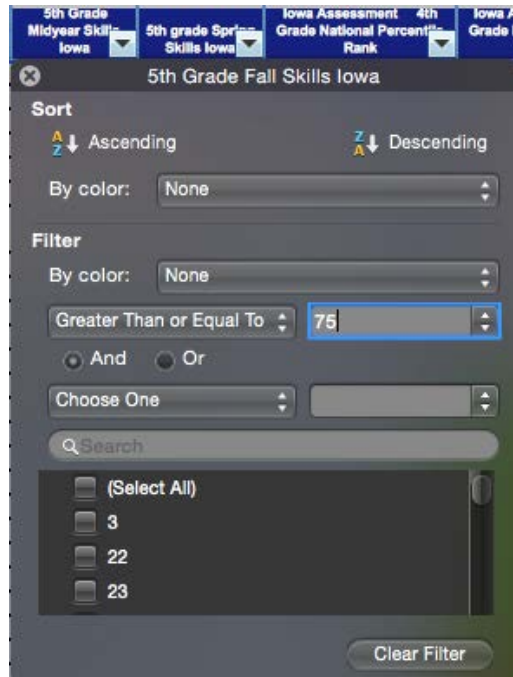 5th Grade Midyear Skills Iowa
5th grade Spring Skills Iowa
Iowa Assessment 4th Grade National Percentile Rank
Iowa
Grade
5th Grade Fall Skills Iowa
Sort
Ascending
Descending
By color: None
Filter
By color: None
Greater Than or Equal To 75
And Or
Choose One
Search
(Select All)
3
22
23
Clear Filter